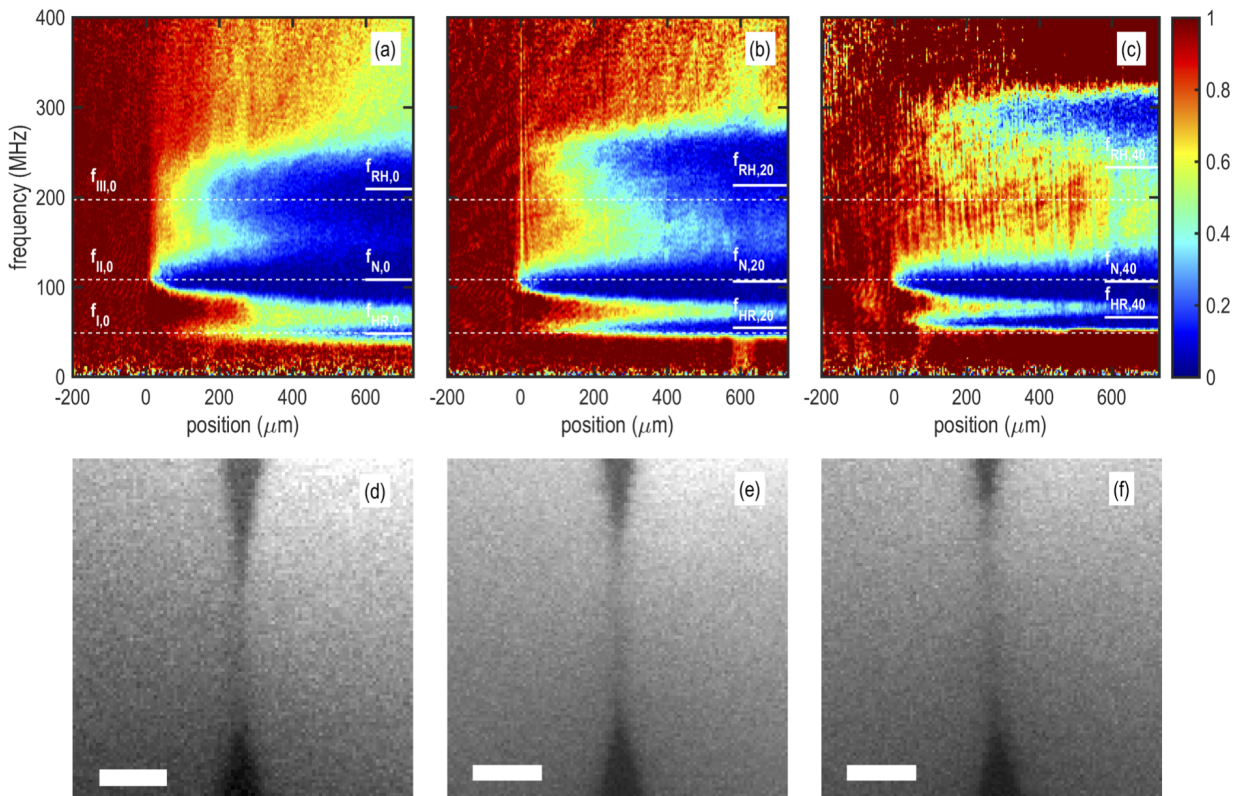 400
300
200
100
0
frequency (MHz)
(a)
f_III,0
f_II,0
f_I,0
f_RH,0
f_N,0
f_HR,0
-200 0 200 400 600
position (μm)
(b)
f_RH,20
f_N,20
f_HR,20
-200 0 200 400 600
position (μm)
(c)
f_RH,40
f_N,40
f_HR,40
-200 0 200 400 600
position (μm)
1
0.8
0.6
0.4
0.2
0
(d)
(e)
(f)